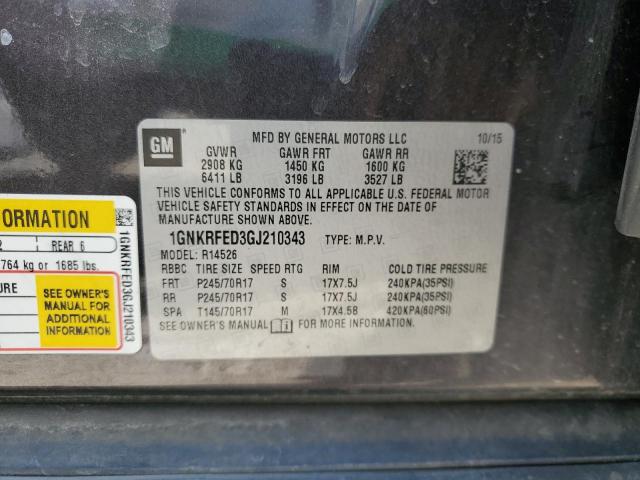 GM
MFD BY GENERAL MOTORS LLC
10/15
GVWR GAWR FRT GAWR RR
2908 KG 1450 KG 1600 KG
6411 LB 3196 LB 3527 LB
THIS VEHICLE CONFORMS TO ALL APPLICABLE U.S. FEDERAL MOTOR
VEHICLE SAFETY STANDARDS IN EFFECT ON THE DATE OF
MANUFACTURE SHOWN ABOVE.
1GNKRFED3GJ210343 TYPE: M.P.V.
MODEL: R14526
RBBC TIRE SIZE SPEED RTG RIM COLD TIRE PRESSURE
FRT P245/70R17 S 17X7.5J 240KPA(35PSI)
RR P245/70R17 S 17X7.5J 240KPA(35PSI)
SPA T145/70R17 M 17X4.5B 420KPA(60PSI)
SEE OWNER'S MANUAL FOR MORE INFORMATION.
FORMATION
2 REAR 6
764 kg or 1685 lbs.
URE
SEE OWNER'S
MANUAL FOR
ADDITIONAL
INFORMATION
1GNKRFED3GJ210343